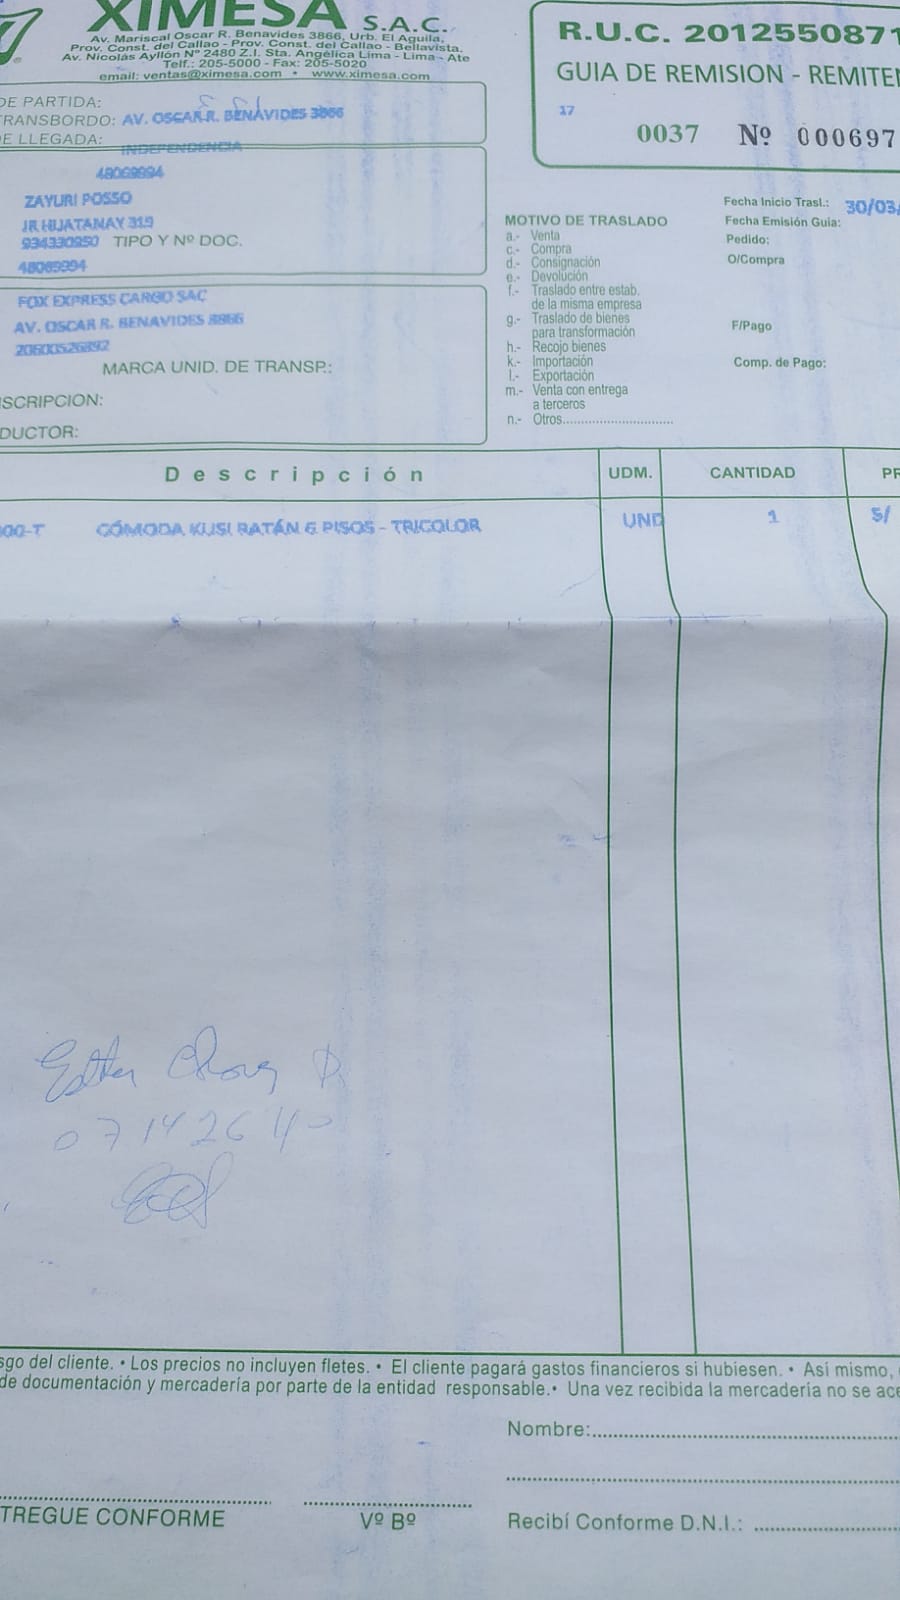 XIMESA S.A.C.
Av. Mariscal Oscar R. Benavides 3866, Urb. El Aguila,
Prov. Const. del Callao - Prov. Const. del Callao - Bellavista.
Av. Nicolás Ayllón Nº 2480 Z.I. Sta. Angélica Lima - Lima - Ate
Telf.: 205-5000 - Fax: 205-5020
email: ventas@ximesa.com • www.ximesa.com
R.U.C. 2012550871
GUIA DE REMISION - REMITEN
17
0037 Nº 000697
DE PARTIDA:
TRANSBORDO: AV. OSCAR R. BENAVIDES 3866
E LLEGADA:
INDEPENDENCIA
48069994
ZAYURI POSSO
JR HUATANAY 319
934330950 TIPO Y Nº DOC.
48069994
FOX EXPRESS CARGO SAC
AV. OSCAR R. BENAVIDES 3866
20600526892
MARCA UNID. DE TRANSP.:
SCRIPCION:
DUCTOR:
MOTIVO DE TRASLADO
a.- Venta
c.- Compra
d.- Consignación
e.- Devolución
f.- Traslado entre estab.
de la misma empresa
g.- Traslado de bienes
para transformación
h.- Recojo bienes
k.- Importación
l.- Exportación
m.- Venta con entrega
a terceros
n.- Otros..............................
Fecha Inicio Trasl.: 30/03/
Fecha Emisión Guia:
Pedido:
O/Compra
F/Pago
Comp. de Pago:
Descripción UDM. CANTIDAD PR
00-T CÓMODA KUSI RATÁN 6 PISOS - TRICOLOR UND 1 S/
Esther
07142640
sgo del cliente. • Los precios no incluyen fletes. • El cliente pagará gastos financieros si hubiesen. • Así mismo,
de documentación y mercadería por parte de la entidad responsable.• Una vez recibida la mercadería no se ace
Nombre:
TREGUE CONFORME
Vº Bº
Recibí Conforme D.N.I.: